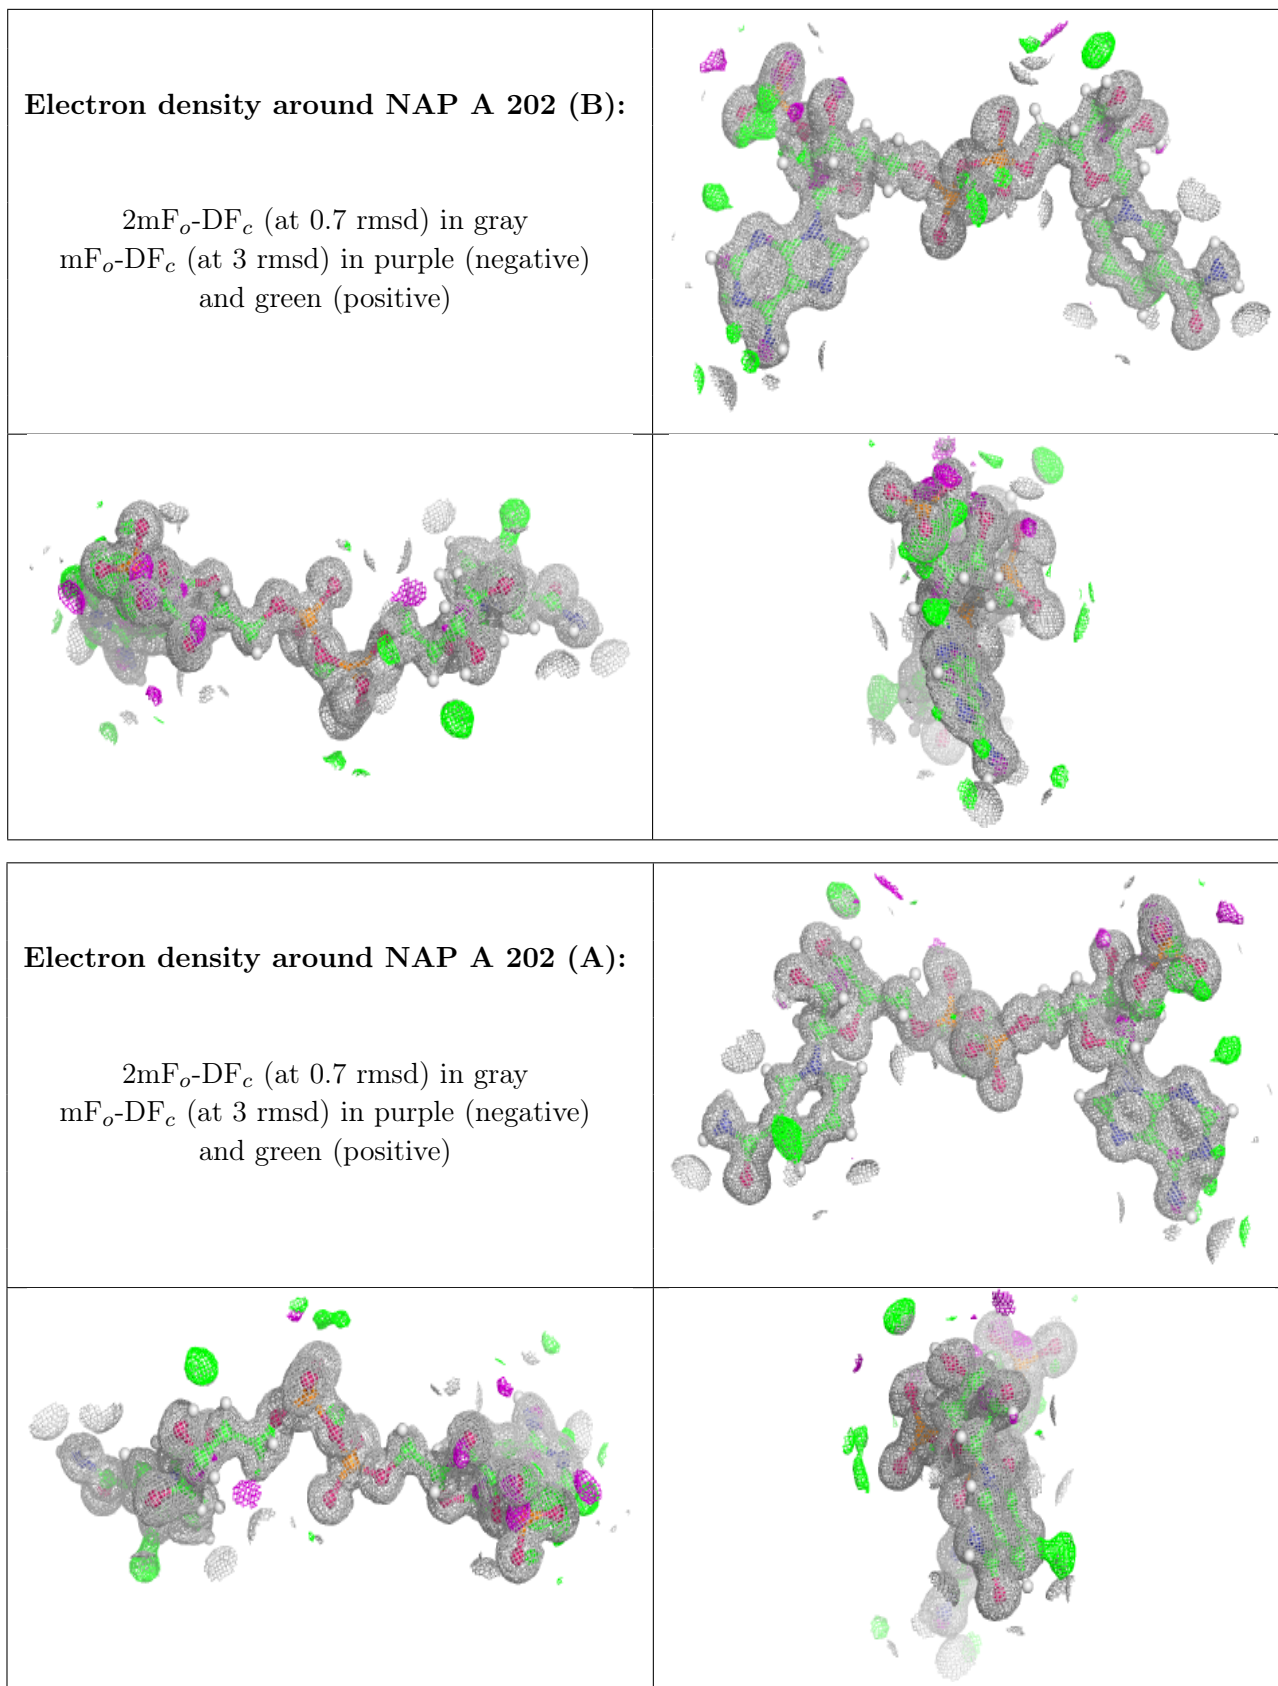 Electron density around NAP A 202 (B):
2mFo-DFc (at 0.7 rmsd) in gray
mFo-DFc (at 3 rmsd) in purple (negative)
and green (positive)
Electron density around NAP A 202 (A):
2mFo-DFc (at 0.7 rmsd) in gray
mFo-DFc (at 3 rmsd) in purple (negative)
and green (positive)